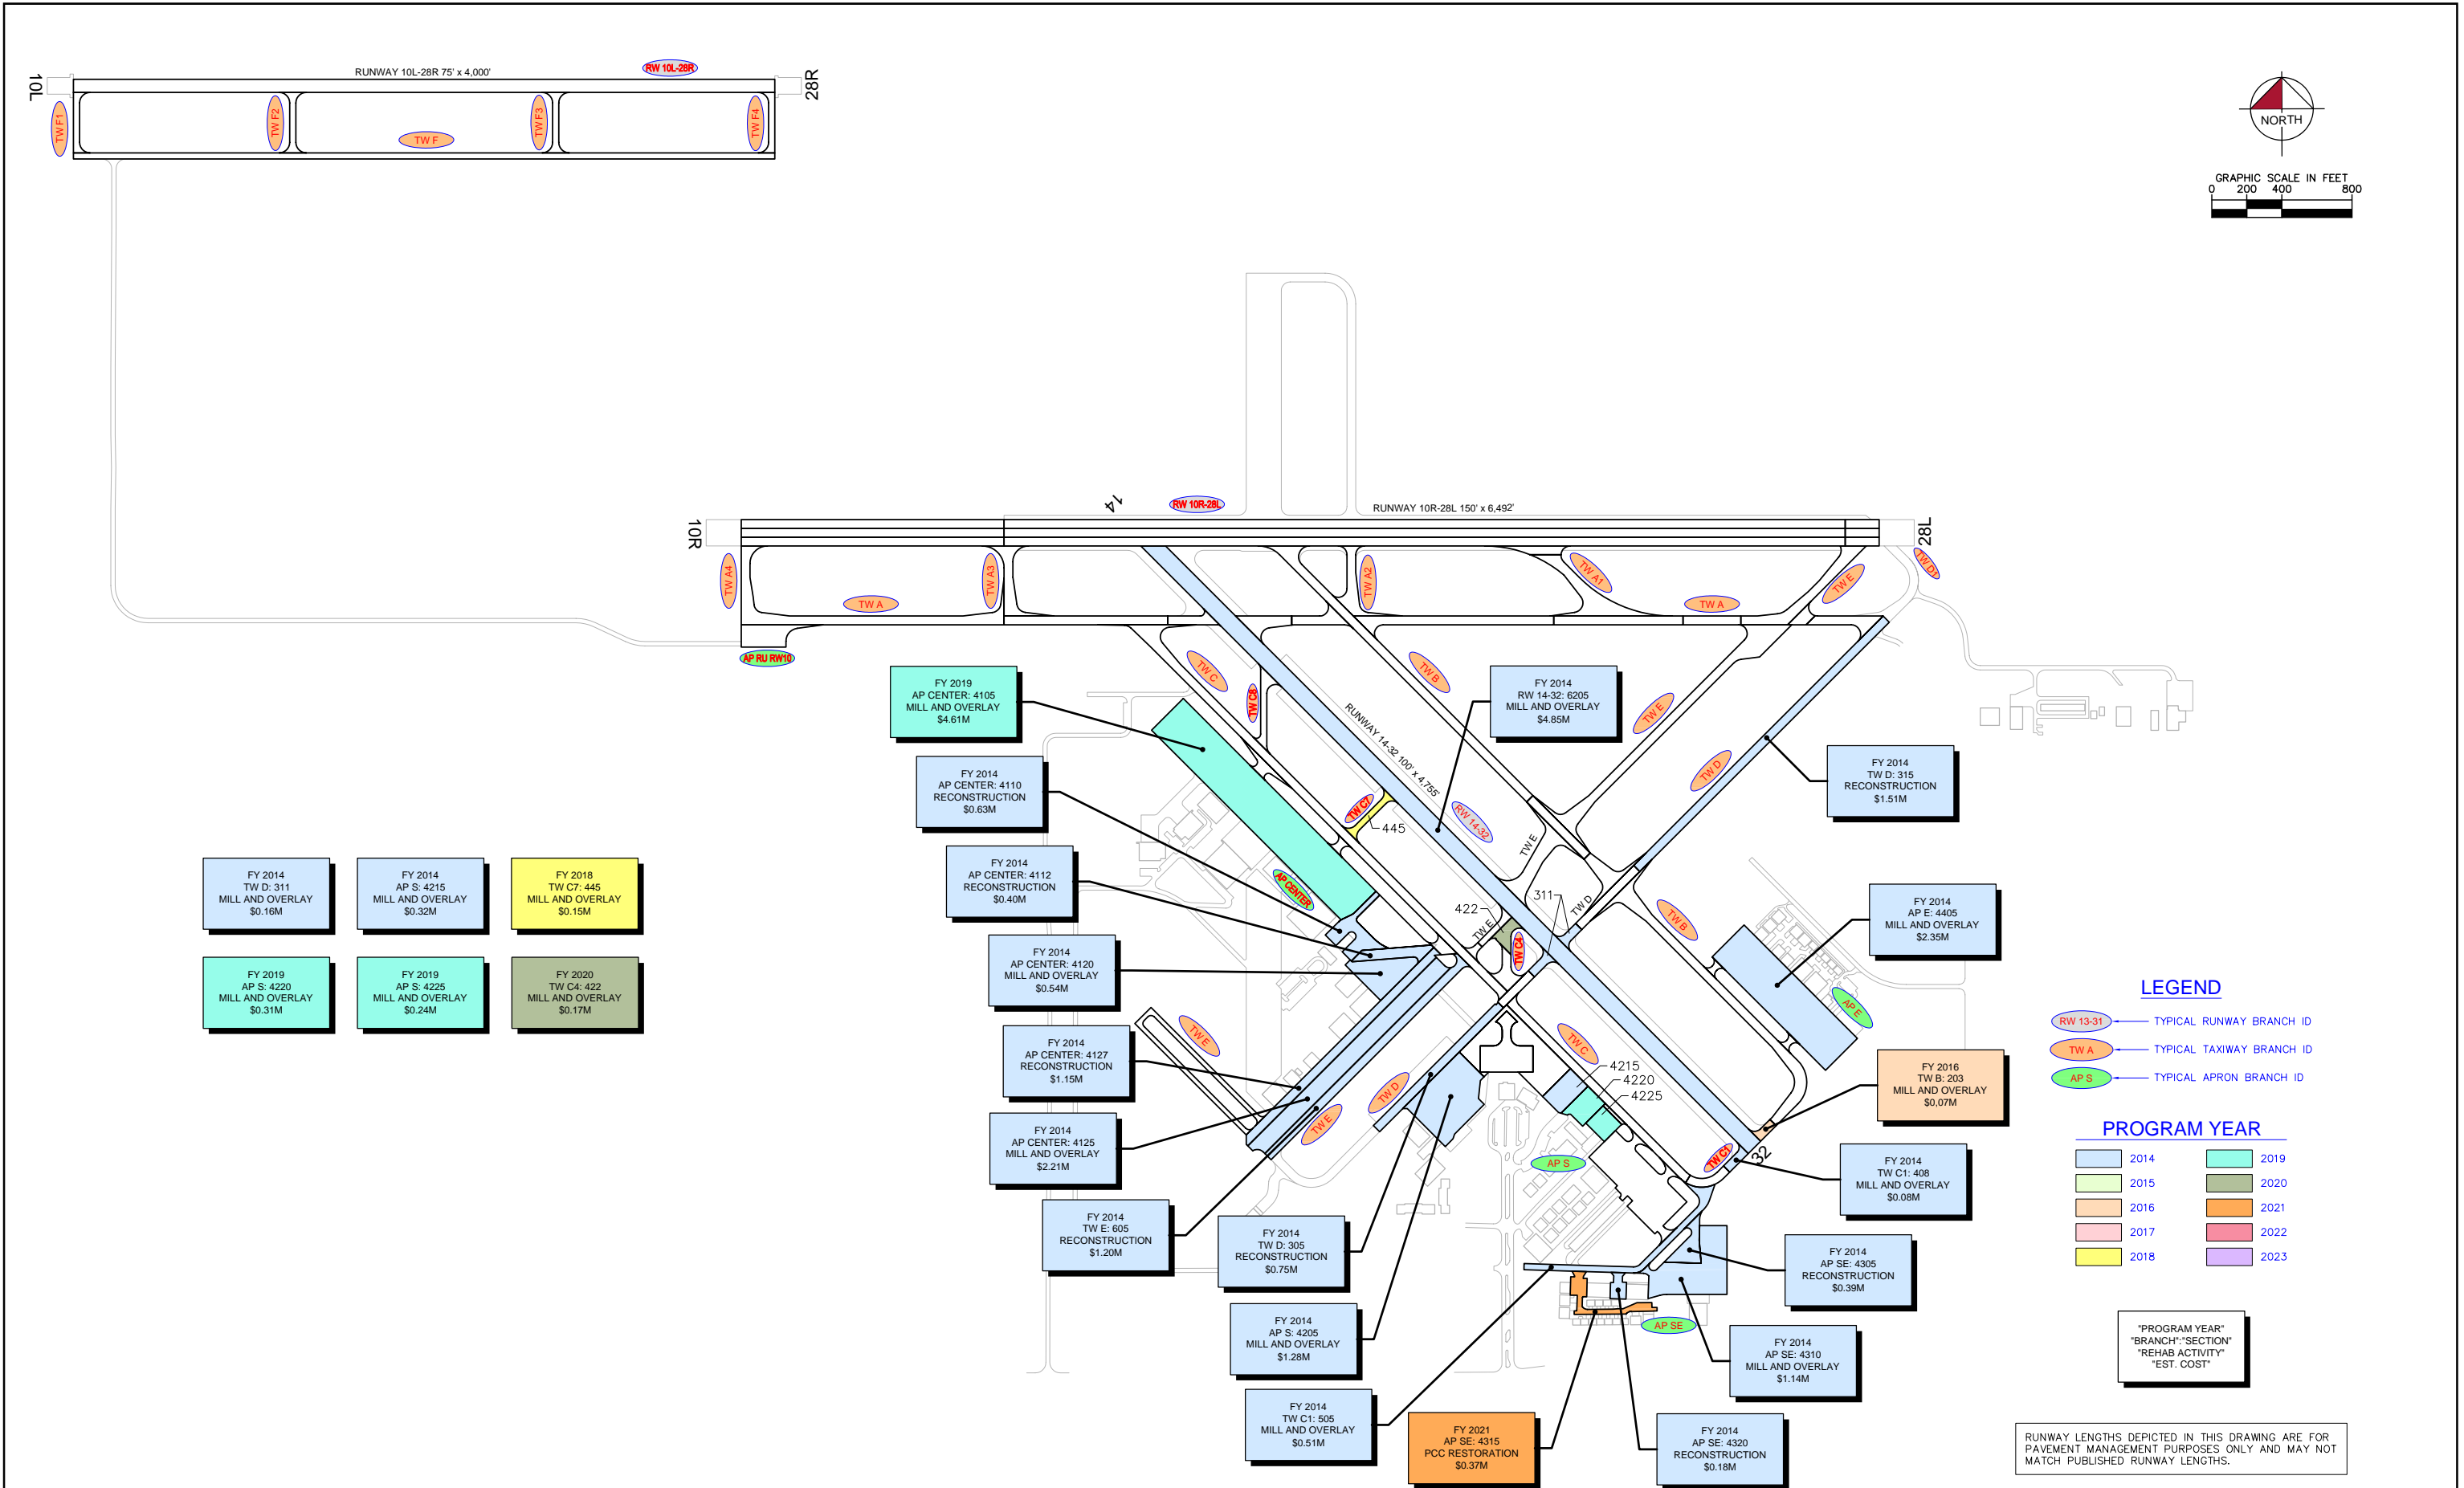 RUNWAY 10L-28R 75' x 4,000'
RW 10L-28R
10L
28R
TW F1
TW F2
TW F
TW F3
TW F4
NORTH
GRAPHIC SCALE IN FEET
0 200 400 800
14
RW 10R-28L
RUNWAY 10R-28L 150' x 6,492'
10R
28L
TW A4
TW A
TW A3
TW A2
TW A1
TW A
TW E
TW D1
AP RU RW10
TW C
TW C8
TW B
TW E
TW D
RUNWAY 14-32 100' x 4,755'
RW 14-32
TW C7
445
TW E
311
TW D
422
TW E
TW C4
TW B
AP CENTER
AP E
TW E
TW E
TW D
TW C
4215
4220
4225
AP S
TW C1
32
AP SE
FY 2019
AP CENTER: 4105
MILL AND OVERLAY
$4.61M
FY 2014
RW 14-32: 6205
MILL AND OVERLAY
$4.85M
FY 2014
AP CENTER: 4110
RECONSTRUCTION
$0.63M
FY 2014
TW D: 315
RECONSTRUCTION
$1.51M
FY 2014
AP CENTER: 4112
RECONSTRUCTION
$0.40M
FY 2014
TW D: 311
MILL AND OVERLAY
$0.16M
FY 2014
AP S: 4215
MILL AND OVERLAY
$0.32M
FY 2018
TW C7: 445
MILL AND OVERLAY
$0.15M
FY 2019
AP S: 4220
MILL AND OVERLAY
$0.31M
FY 2019
AP S: 4225
MILL AND OVERLAY
$0.24M
FY 2020
TW C4: 422
MILL AND OVERLAY
$0.17M
FY 2014
AP E: 4405
MILL AND OVERLAY
$2.35M
FY 2014
AP CENTER: 4120
MILL AND OVERLAY
$0.54M
FY 2014
AP CENTER: 4127
RECONSTRUCTION
$1.15M
FY 2014
AP CENTER: 4125
MILL AND OVERLAY
$2.21M
FY 2016
TW B: 203
MILL AND OVERLAY
$0,07M
FY 2014
TW C1: 408
MILL AND OVERLAY
$0.08M
FY 2014
TW E: 605
RECONSTRUCTION
$1.20M
FY 2014
TW D: 305
RECONSTRUCTION
$0.75M
FY 2014
AP SE: 4305
RECONSTRUCTION
$0.39M
FY 2014
AP S: 4205
MILL AND OVERLAY
$1.28M
FY 2014
AP SE: 4310
MILL AND OVERLAY
$1.14M
FY 2014
TW C1: 505
MILL AND OVERLAY
$0.51M
FY 2021
AP SE: 4315
PCC RESTORATION
$0.37M
FY 2014
AP SE: 4320
RECONSTRUCTION
$0.18M
LEGEND
RW 13-31 TYPICAL RUNWAY BRANCH ID
TW A TYPICAL TAXIWAY BRANCH ID
AP S TYPICAL APRON BRANCH ID
PROGRAM YEAR
2014 2019
2015 2020
2016 2021
2017 2022
2018 2023
"PROGRAM YEAR"
"BRANCH":"SECTION"
"REHAB ACTIVITY"
"EST. COST"
RUNWAY LENGTHS DEPICTED IN THIS DRAWING ARE FOR
PAVEMENT MANAGEMENT PURPOSES ONLY AND MAY NOT
MATCH PUBLISHED RUNWAY LENGTHS.